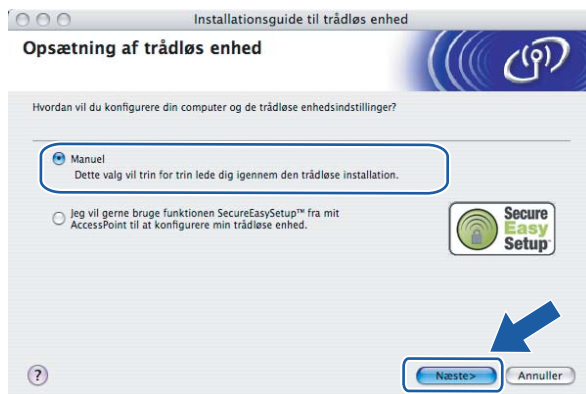 Installationsguide til trådløs enhed
Opsætning af trådløs enhed
Hvordan vil du konfigurere din computer og de trådløse enhedsindstillinger?
Manuel
Dette valg vil trin for trin lede dig igennem den trådløse installation.
Jeg vil gerne bruge funktionen SecureEasySetup™ fra mit
AccessPoint til at konfigurere min trådløse enhed.
Secure
Easy
Setup
?
Næste>
Annuller